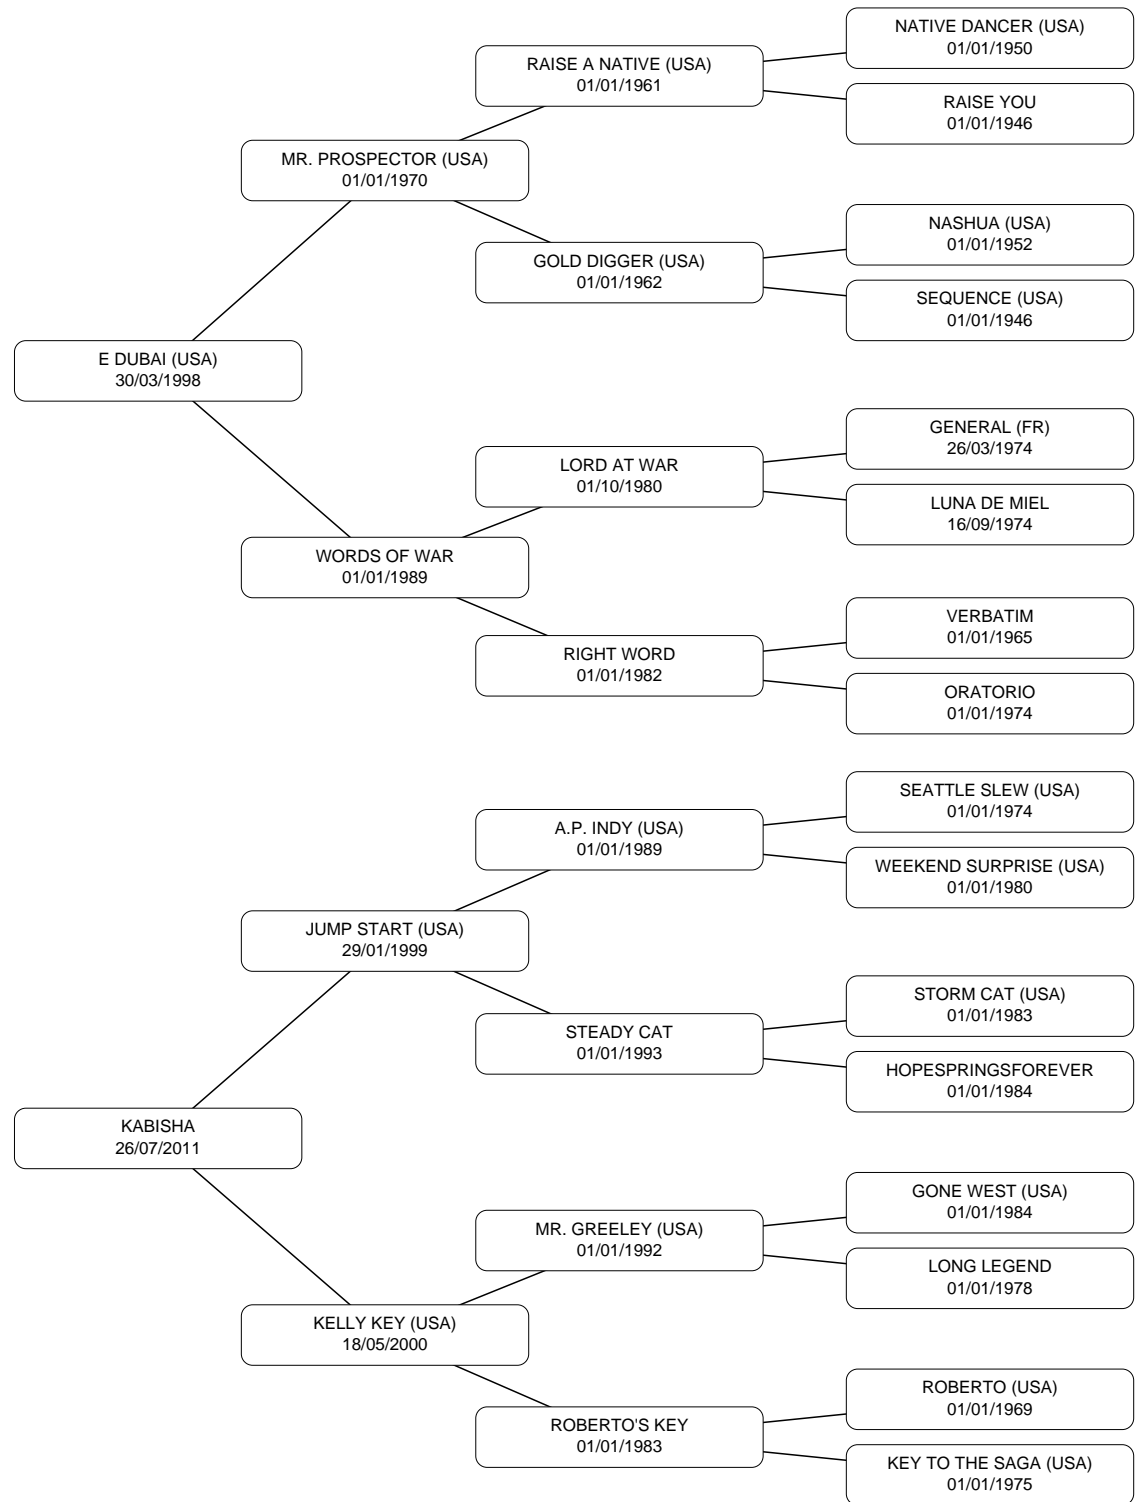 NATIVE DANCER (USA)
01/01/1950
RAISE A NATIVE (USA)
01/01/1961
RAISE YOU
01/01/1946
MR. PROSPECTOR (USA)
01/01/1970
NASHUA (USA)
01/01/1952
GOLD DIGGER (USA)
01/01/1962
SEQUENCE (USA)
01/01/1946
E DUBAI (USA)
30/03/1998
GENERAL (FR)
26/03/1974
LORD AT WAR
01/10/1980
LUNA DE MIEL
16/09/1974
WORDS OF WAR
01/01/1989
VERBATIM
01/01/1965
RIGHT WORD
01/01/1982
ORATORIO
01/01/1974
SEATTLE SLEW (USA)
01/01/1974
A.P. INDY (USA)
01/01/1989
WEEKEND SURPRISE (USA)
01/01/1980
JUMP START (USA)
29/01/1999
STORM CAT (USA)
01/01/1983
STEADY CAT
01/01/1993
HOPESPRINGSFOREVER
01/01/1984
KABISHA
26/07/2011
GONE WEST (USA)
01/01/1984
MR. GREELEY (USA)
01/01/1992
LONG LEGEND
01/01/1978
KELLY KEY (USA)
18/05/2000
ROBERTO (USA)
01/01/1969
ROBERTO'S KEY
01/01/1983
KEY TO THE SAGA (USA)
01/01/1975